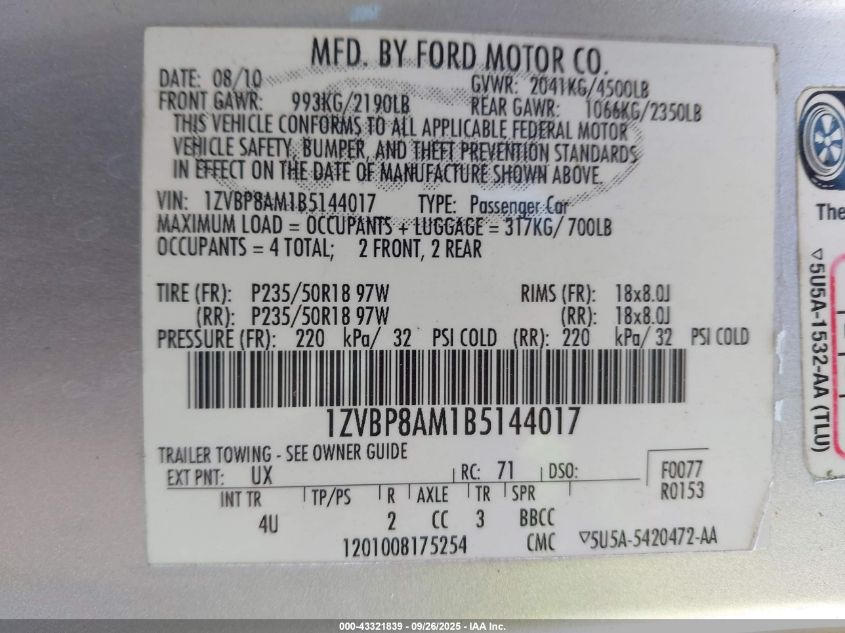 MFD. BY FORD MOTOR CO.
DATE: 08/10 GVWR: 2041KG/4500LB
FRONT GAWR: 993KG/2190LB REAR GAWR: 1066KG/2350LB
THIS VEHICLE CONFORMS TO ALL APPLICABLE FEDERAL MOTOR
VEHICLE SAFETY, BUMPER, AND THEFT PREVENTION STANDARDS
IN EFFECT ON THE DATE OF MANUFACTURE SHOWN ABOVE.
VIN: 1ZVBP8AM1B5144017 TYPE: Passenger Car
MAXIMUM LOAD = OCCUPANTS + LUGGAGE = 317KG/700LB
OCCUPANTS = 4 TOTAL; 2 FRONT, 2 REAR
TIRE (FR): P235/50R18 97W RIMS (FR): 18x8.0J
(RR): P235/50R18 97W (RR): 18x8.0J
PRESSURE (FR): 220 kPa/ 32 PSI COLD (RR): 220 kPa/ 32 PSI COLD
1ZVBP8AM1B5144017
TRAILER TOWING - SEE OWNER GUIDE
EXT PNT: UX RC: 71 DSO: F0077
R0153
INT TR TP/PS R AXLE TR SPR
4U 2 CC 3 BBCC
1201008175254 CMC ▽5U5A-5420472-AA
The
▽5U5A-1532-AA (TLU)
000-43321839 - 09/26/2025 - IAA Inc.